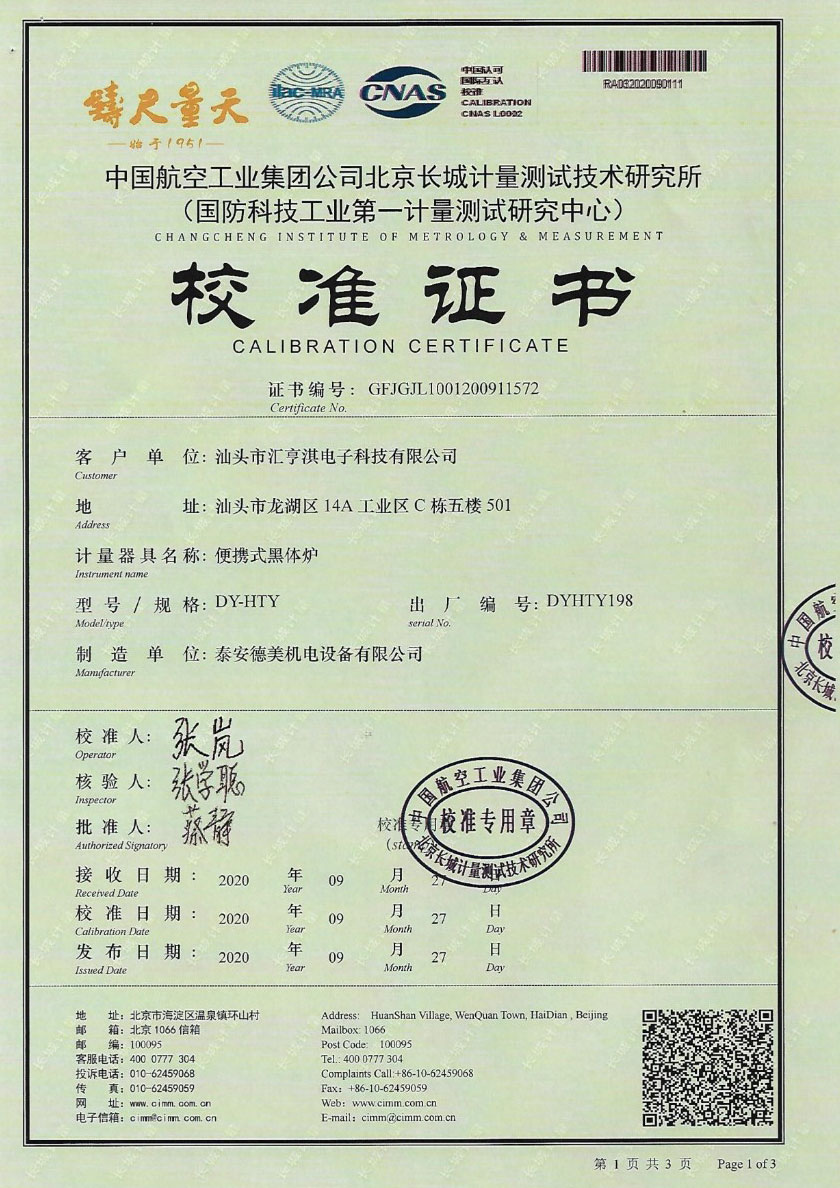 铸尺量天
始于1951
ilac-MRA
CNAS
中国认可
国际互认
校准
CALIBRATION
CNAS L0002
RA032020090111
中国航空工业集团公司北京长城计量测试技术研究所
（国防科技工业第一计量测试研究中心）
CHANGCHENG INSTITUTE OF METROLOGY & MEASUREMENT
校准证书
CALIBRATION CERTIFICATE
证书编号： GFJGJL1001200911572
Certificate No.
客户单位：汕头市汇亨淇电子科技有限公司
Customer
地址：汕头市龙湖区 14A 工业区 C 栋五楼 501
Address
计量器具名称：便携式黑体炉
Instrument name
型号/规格：DY-HTY 出厂编号：DYHTY198
Model/type serial No.
制造单位：泰安德美机电设备有限公司
Manufacturer
校准人：张岚
Operator
核验人：张学聪
Inspector
批准人：蔡静
Authorized Signatory
校准专用章
中国航空工业集团公司
校准专用章
北京长城计量测试技术研究所
接收日期： 2020 年 09 月 27
Received Date Year Month Day
校准日期： 2020 年 09 月 27 日
Calibration Date Year Month Day
发布日期： 2020 年 09 月 27 日
Issued Date Year Month Day
地址：北京市海淀区温泉镇环山村
邮箱：北京 1066 信箱
邮编：100095
客服电话：400 0777 304
投诉电话：010-62459068
传真：010-62459059
网址：www.cimm.com.cn
电子信箱：cimm@cimm.com.cn
Address: HuanShan Village, WenQuan Town, HaiDian , Beijing
Mailbox: 1066
Post Code: 100095
Tel.: 400 0777 304
Complaints Call:+86-10-62459068
Fax: +86-10-62459059
Web: www.cimm.com.cn
E-mail: cimm@cimm.com.cn
第 1 页 共 3 页 Page 1 of 3